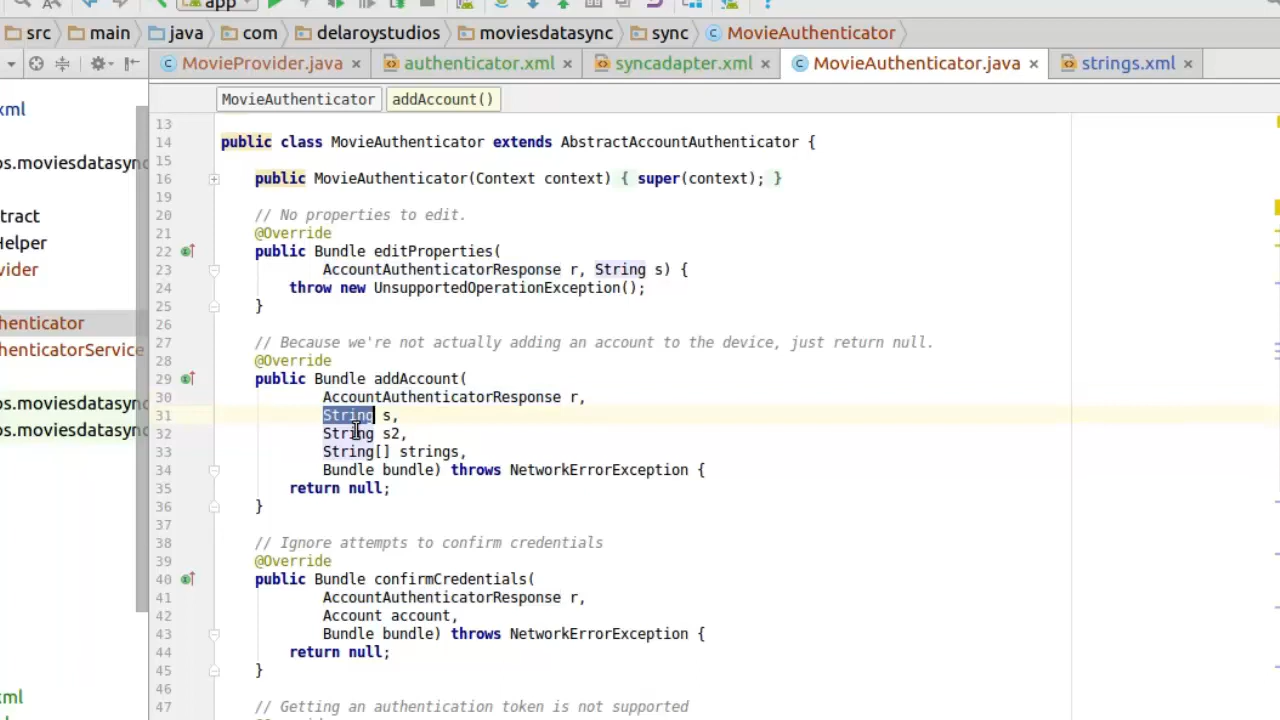 app
src main java com delaroystudios moviesdatasync sync MovieAuthenticator
MovieProvider.java authenticator.xml syncadapter.xml MovieAuthenticator.java strings.xml
MovieAuthenticator addAccount()
xml
os.moviesdatasync
tract
Helper
vider
henticator
henticatorService
os.moviesdatasync
os.moviesdatasync
xml
13
14 public class MovieAuthenticator extends AbstractAccountAuthenticator {
15
16 public MovieAuthenticator(Context context) { super(context); }
19
20 // No properties to edit.
21 @Override
22 public Bundle editProperties(
23 AccountAuthenticatorResponse r, String s) {
24 throw new UnsupportedOperationException();
25 }
26
27 // Because we're not actually adding an account to the device, just return null.
28 @Override
29 public Bundle addAccount(
30 AccountAuthenticatorResponse r,
31 String s,
32 String s2,
33 String[] strings,
34 Bundle bundle) throws NetworkErrorException {
35 return null;
36 }
37
38 // Ignore attempts to confirm credentials
39 @Override
40 public Bundle confirmCredentials(
41 AccountAuthenticatorResponse r,
42 Account account,
43 Bundle bundle) throws NetworkErrorException {
44 return null;
45 }
46
47 // Getting an authentication token is not supported